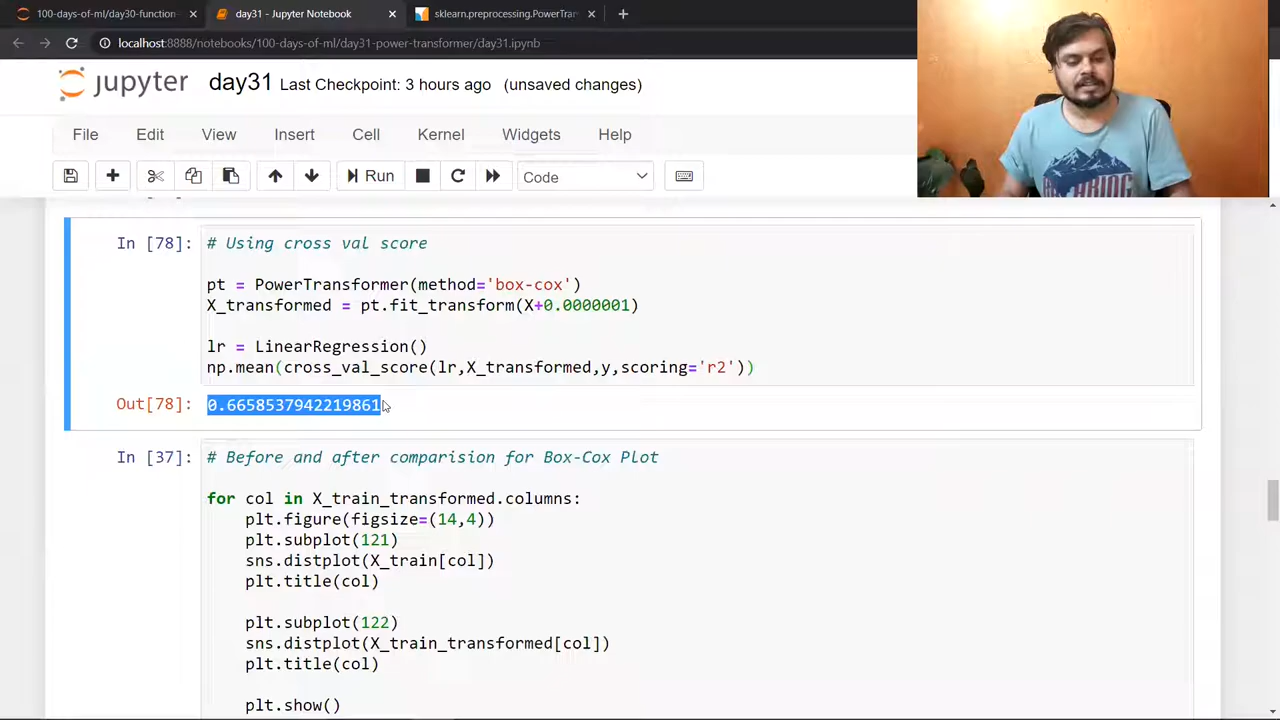 100-days-of-ml/day30-function
day31 - Jupyter Notebook
sklearn.preprocessing.PowerTran
localhost:8888/notebooks/100-days-of-ml/day31-power-transformer/day31.ipynb
jupyter day31 Last Checkpoint: 3 hours ago (unsaved changes)
File Edit View Insert Cell Kernel Widgets Help
Run Code
In [78]: # Using cross val score
pt = PowerTransformer(method='box-cox')
X_transformed = pt.fit_transform(X+0.0000001)
lr = LinearRegression()
np.mean(cross_val_score(lr,X_transformed,y,scoring='r2'))
Out[78]: 0.6658537942219861
In [37]: # Before and after comparision for Box-Cox Plot
for col in X_train_transformed.columns:
plt.figure(figsize=(14,4))
plt.subplot(121)
sns.distplot(X_train[col])
plt.title(col)
plt.subplot(122)
sns.distplot(X_train_transformed[col])
plt.title(col)
plt.show()